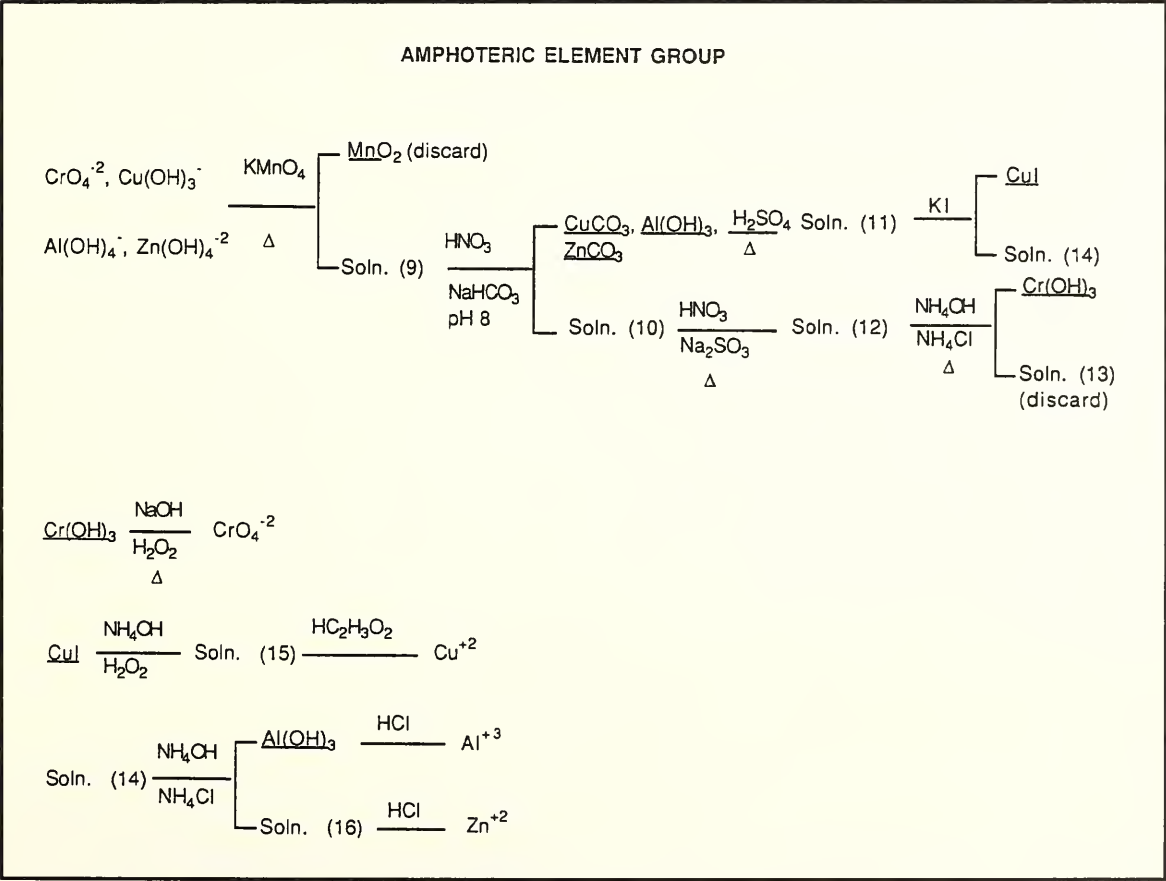 AMPHOTERIC ELEMENT GROUP
CrO₄⁻², Cu(OH)₃⁻
Al(OH)₄⁻, Zn(OH)₄⁻²
KMnO₄
Δ
MnO₂ (discard)
Soln. (9)
HNO₃
NaHCO₃
pH 8
CuCO₃, Al(OH)₃,
ZnCO₃
H₂SO₄
Δ
Soln. (11)
KI
CuI
Soln. (14)
Soln. (10)
HNO₃
Na₂SO₃
Δ
Soln. (12)
NH₄OH
NH₄Cl
Δ
Cr(OH)₃
Soln. (13)
(discard)
Cr(OH)₃
NaOH
H₂O₂
Δ
CrO₄⁻²
CuI
NH₄OH
H₂O₂
Soln. (15)
HC₂H₃O₂
Cu⁺²
Soln. (14)
NH₄OH
NH₄Cl
Al(OH)₃
HCl
Al⁺³
Soln. (16)
HCl
Zn⁺²